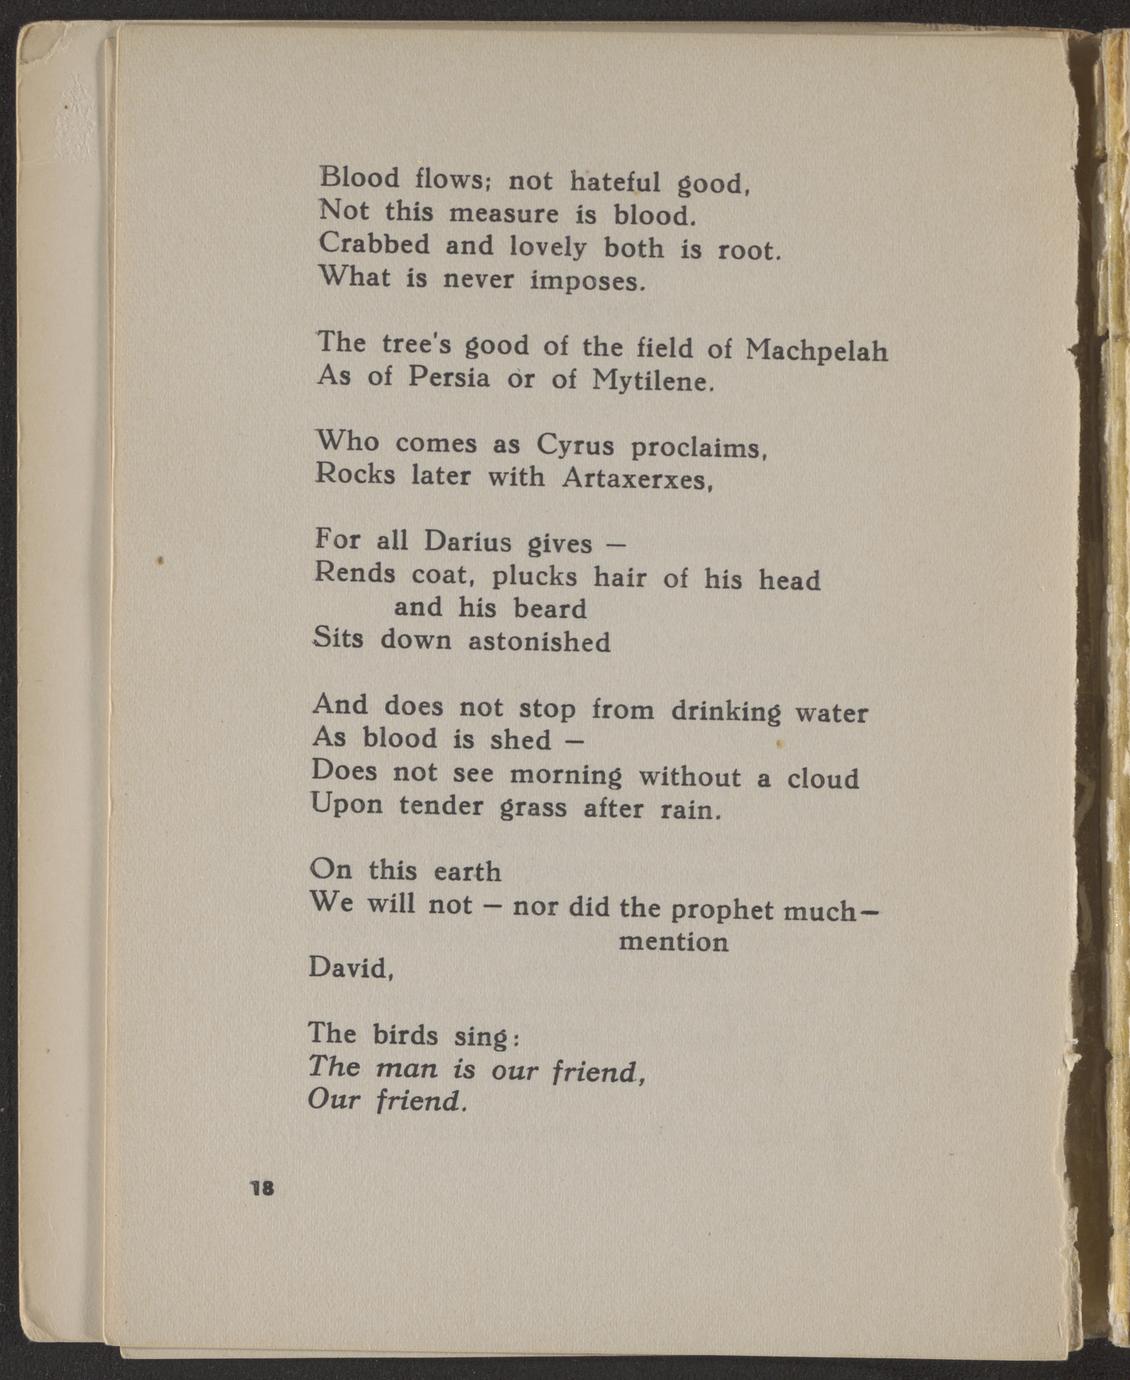 Blood flows; not hateful good,
Not this measure is blood.
Crabbed and lovely both is root.
What is never imposes.
The tree's good of the field of Machpelah
As of Persia or of Mytilene.
Who comes as Cyrus proclaims,
Rocks later with Artaxerxes,
For all Darius gives —
Rends coat, plucks hair of his head
and his beard
Sits down astonished
And does not stop from drinking water
As blood is shed —
Does not see morning without a cloud
Upon tender grass after rain.
On this earth
We will not — nor did the prophet much—
mention
David,
The birds sing:
The man is our friend,
Our friend.
18